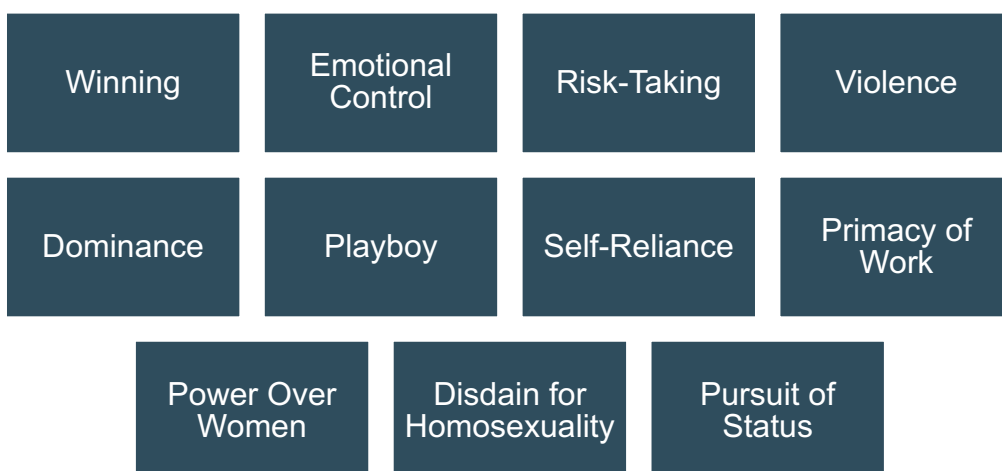 Winning
Emotional
Control
Risk-Taking
Violence
Dominance
Playboy
Self-Reliance
Primacy of
Work
Power Over
Women
Disdain for
Homosexuality
Pursuit of
Status